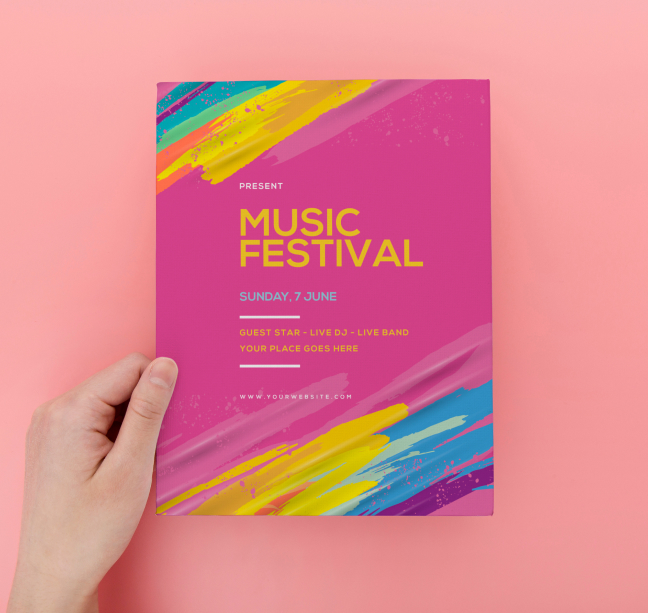 PRESENT
MUSIC
FESTIVAL
SUNDAY, 7 JUNE
GUEST STAR - LIVE DJ - LIVE BAND
YOUR PLACE GOES HERE
WWW.YOURWEBSITE.COM